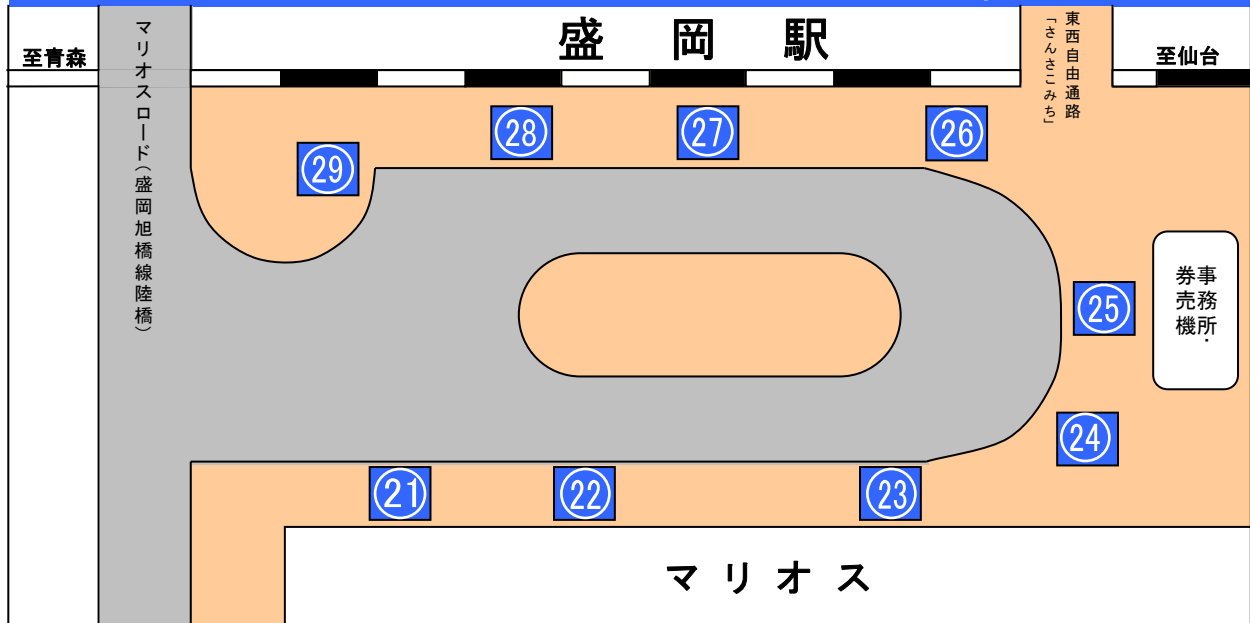 盛岡駅
至青森
至仙台
マリオスロード(盛岡旭橋線陸橋)
東西自由通路
「さんさこみち」
㉘
㉗
㉖
㉙
㉕
事務所・
券売機
㉔
㉑
㉒
㉓
マリオス